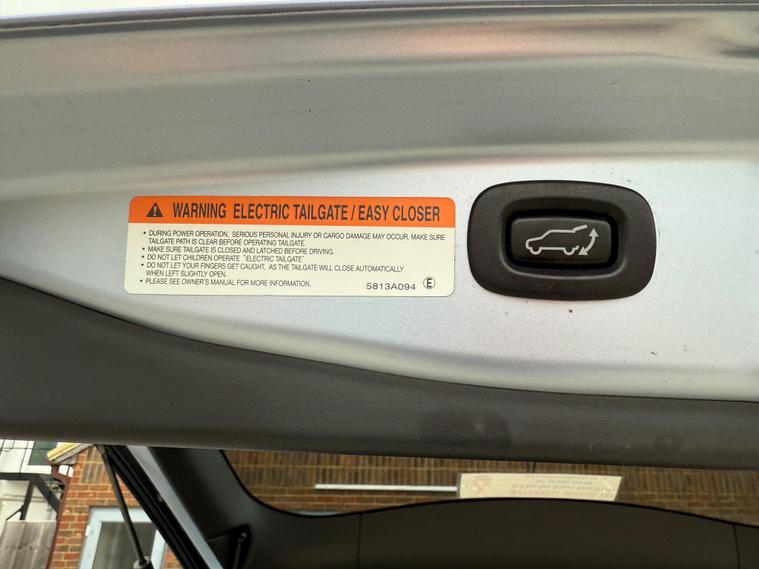 WARNING ELECTRIC TAILGATE / EASY CLOSER
• DURING POWER OPERATION, SERIOUS PERSONAL INJURY OR CARGO DAMAGE MAY OCCUR. MAKE SURE
TAILGATE PATH IS CLEAR BEFORE OPERATING TAILGATE.
• MAKE SURE TAILGATE IS CLOSED AND LATCHED BEFORE DRIVING.
• DO NOT LET CHILDREN OPERATE "ELECTRIC TAILGATE"
• DO NOT LET YOUR FINGERS GET CAUGHT, AS THE TAILGATE WILL CLOSE AUTOMATICALLY
WHEN LEFT SLIGHTLY OPEN.
• PLEASE SEE OWNER'S MANUAL FOR MORE INFORMATION.
5813A094 Ⓔ